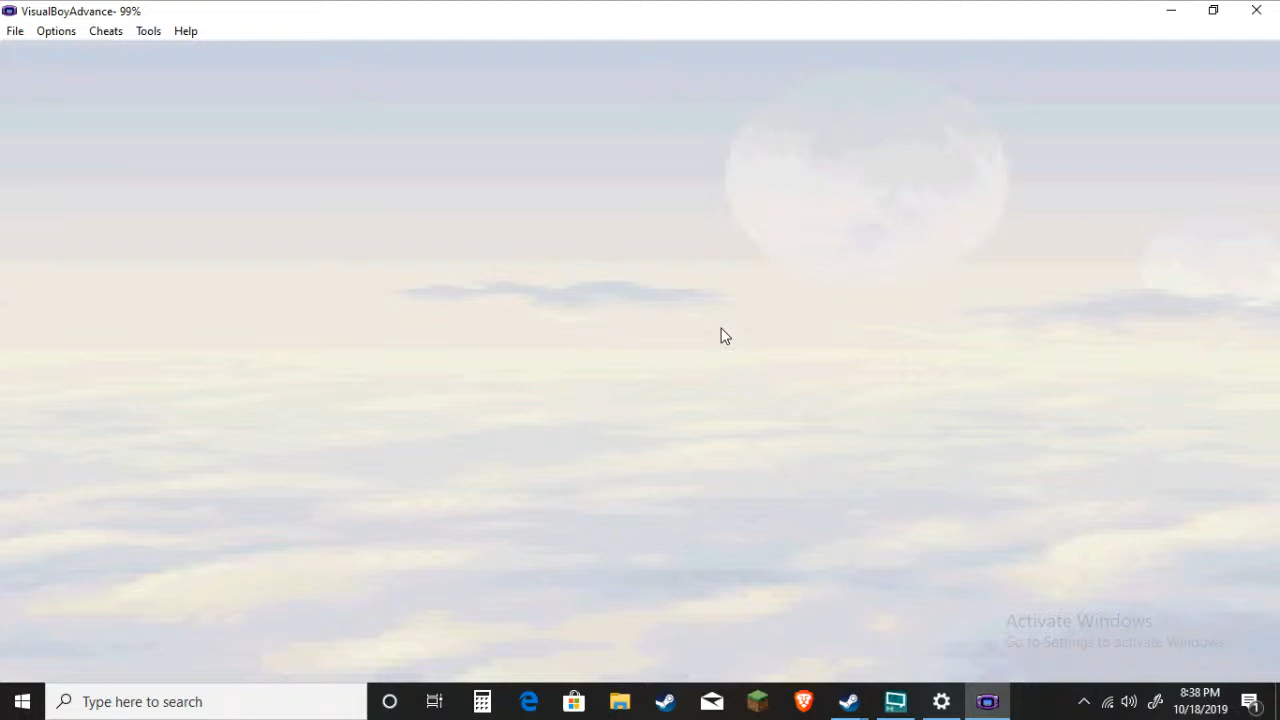 VisualBoyAdvance- 99%
File Options Cheats Tools Help
Activate Windows
Go to Settings to activate Windows.
Type here to search
8:38 PM
10/18/2019
1